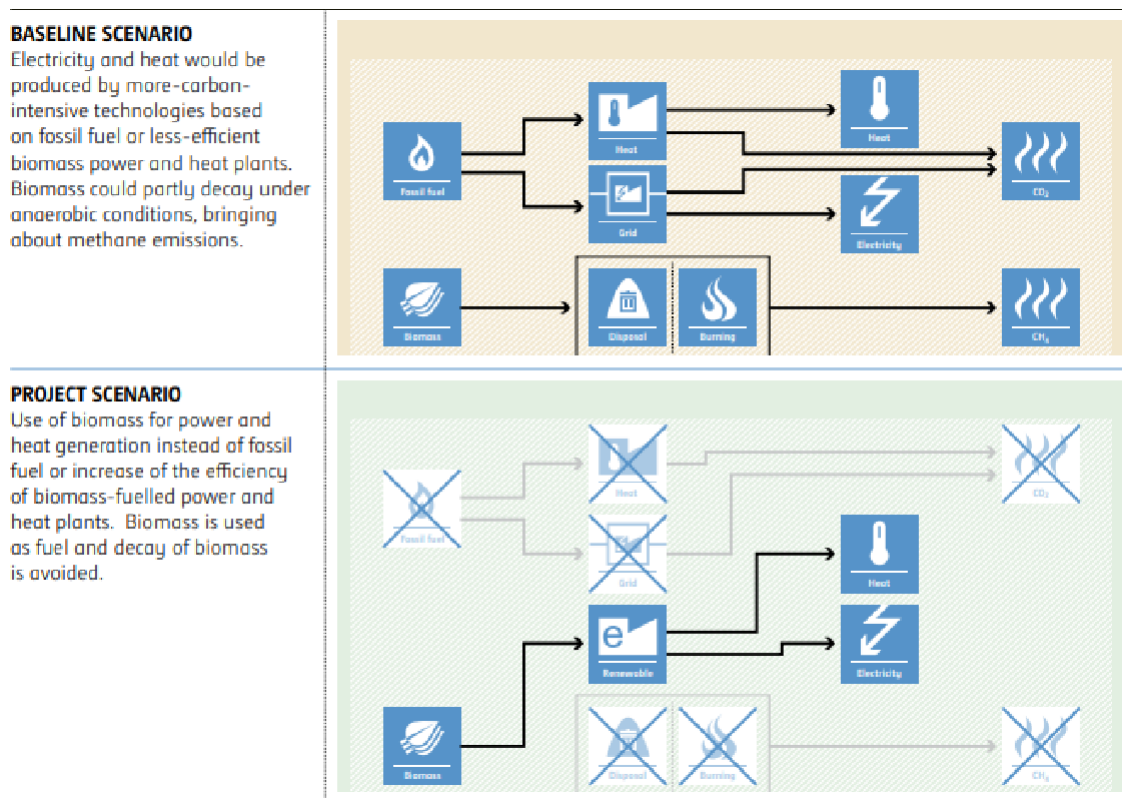 BASELINE SCENARIO
Electricity and heat would be
produced by more-carbon-
intensive technologies based
on fossil fuel or less-efficient
biomass power and heat plants.
Biomass could partly decay under
anaerobic conditions, bringing
about methane emissions.
Heat
Heat
Fossil fuel
CO₂
Grid
Electricity
Biomass
Disposal
Burning
CH₄
PROJECT SCENARIO
Use of biomass for power and
heat generation instead of fossil
fuel or increase of the efficiency
of biomass-fuelled power and
heat plants. Biomass is used
as fuel and decay of biomass
is avoided.
Heat
CO₂
Fossil fuel
Grid
Heat
e
Renewable
Electricity
Biomass
Disposal
Burning
CH₄